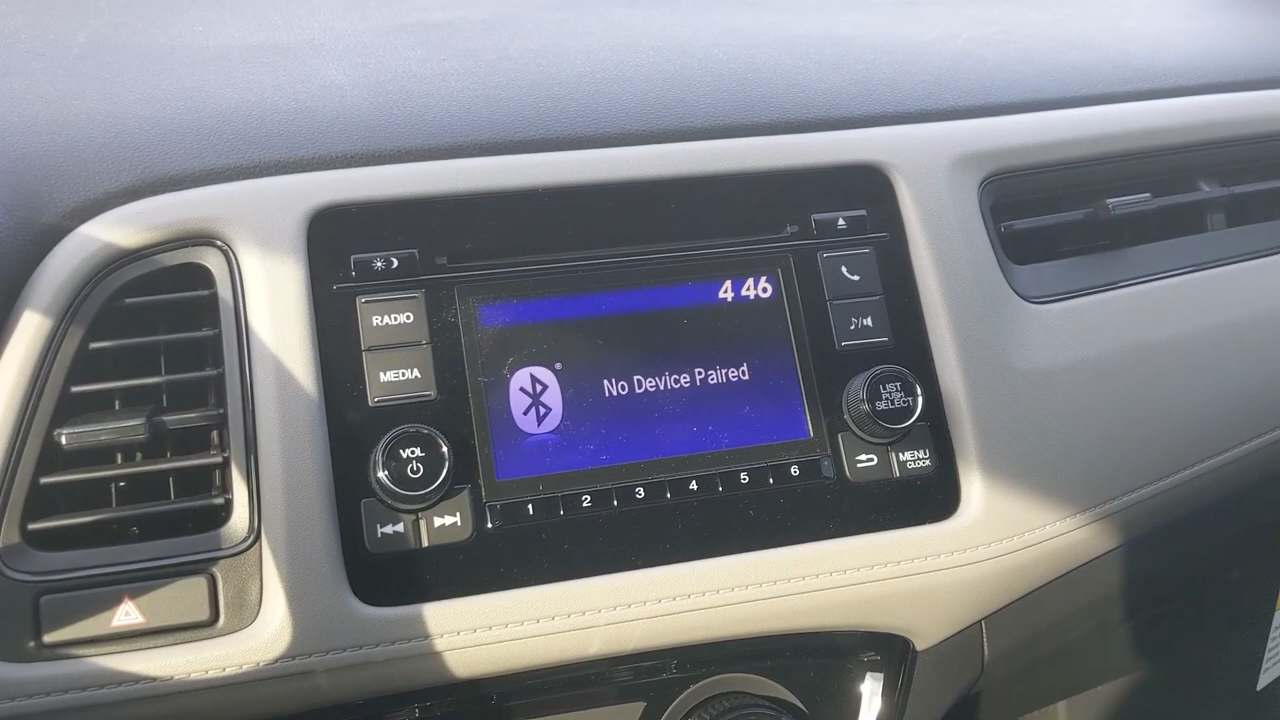 4 46
RADIO
MEDIA
®
No Device Paired
LIST
PUSH
SELECT
VOL
MENU
CLOCK
1 2 3 4 5 6